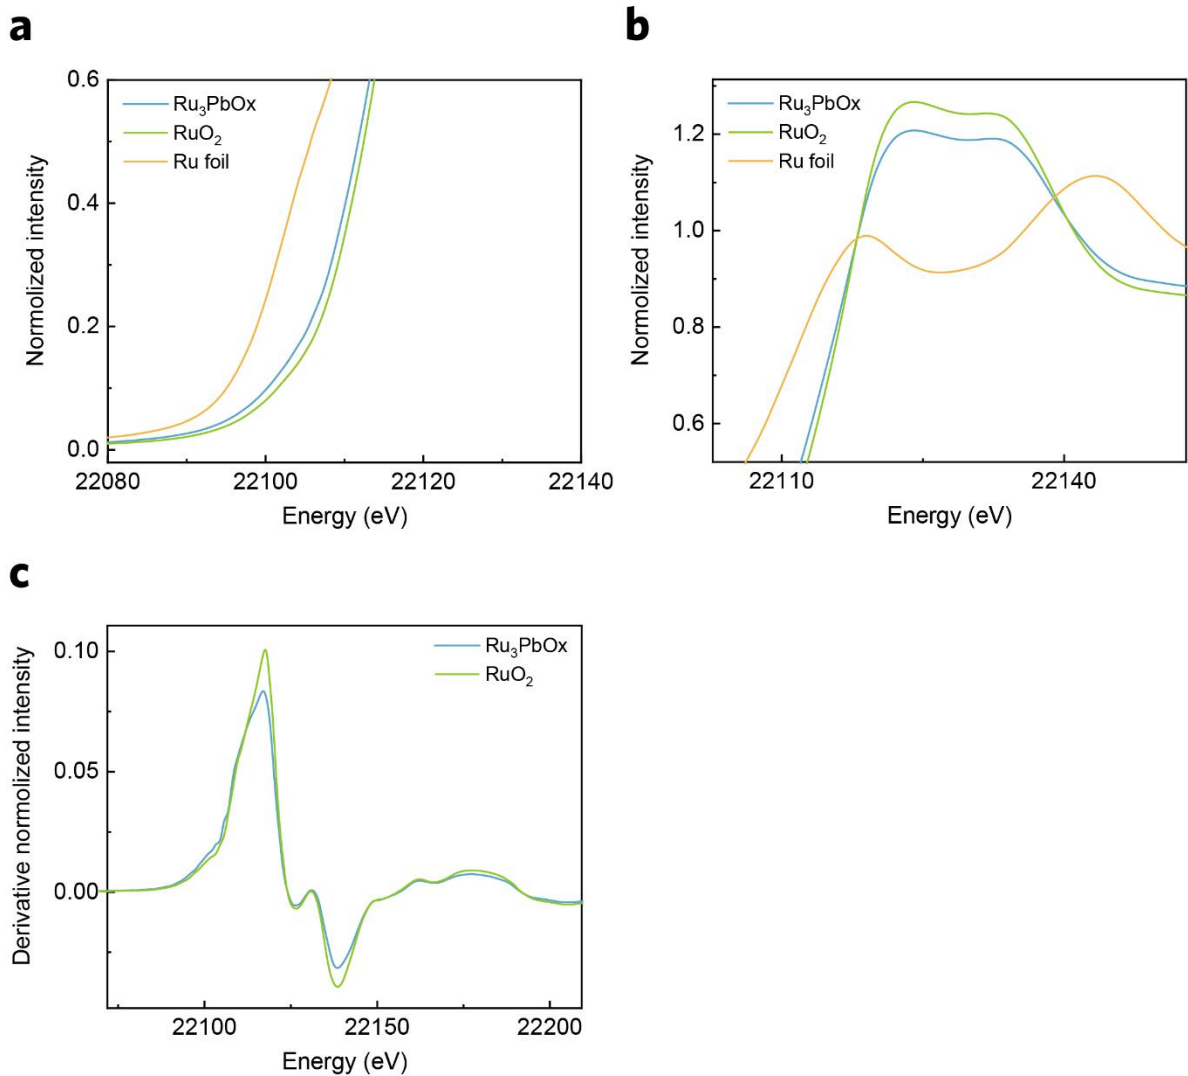 a
Ru₃PbOx
RuO₂
Ru foil
0.6
0.4
0.2
0.0
Normolized intensity
22080
22100
22120
22140
Energy (eV)
b
Ru₃PbOx
RuO₂
Ru foil
1.2
1.0
0.8
0.6
Normolized intensity
22110
22140
Energy (eV)
c
Ru₃PbOx
RuO₂
0.10
0.05
0.00
Derivative normolized intensity
22100
22150
22200
Energy (eV)